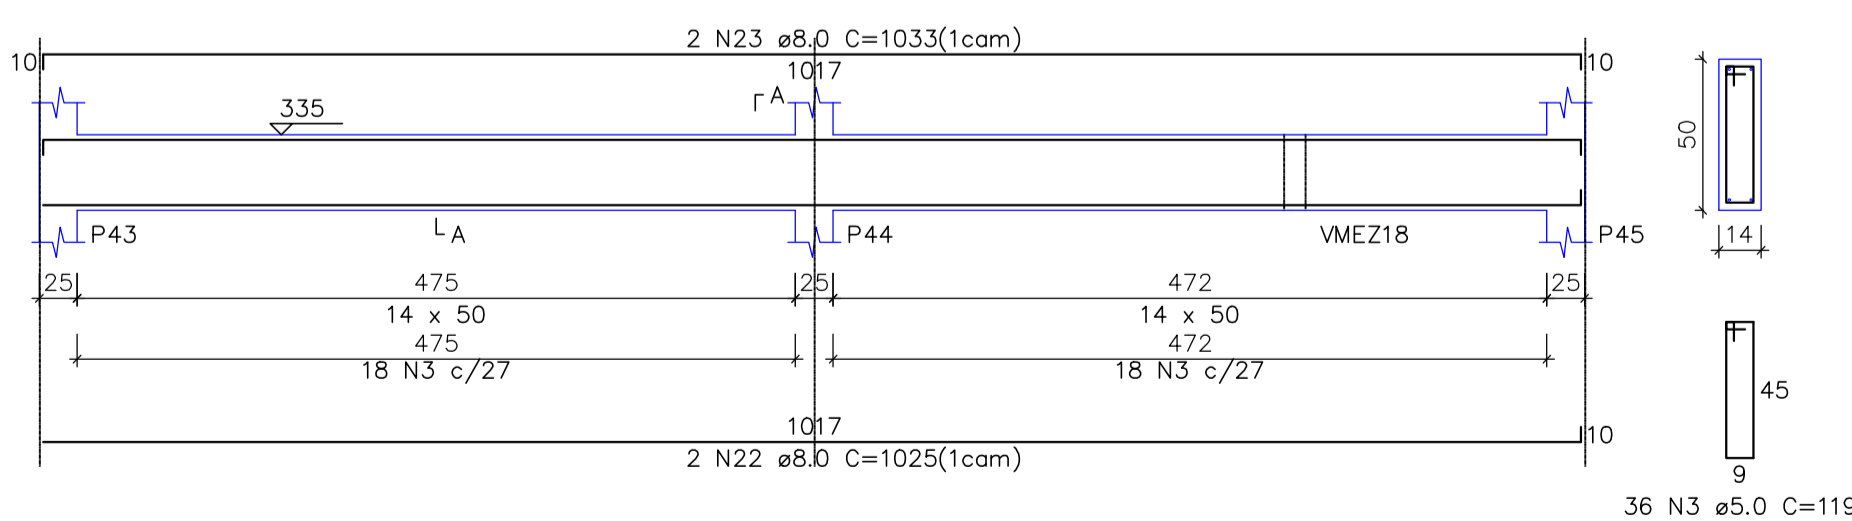 2 N23 ø8.0 C=1033(1cam)
10
1017
10
A
335
50
P43
A
P44
VMEZ18
P45
14
25
475
25
472
25
14 x 50
14 x 50
475
472
18 N3 c/27
18 N3 c/27
45
1017
10
2 N22 ø8.0 C=1025(1cam)
9
36 N3 ø5.0 C=119